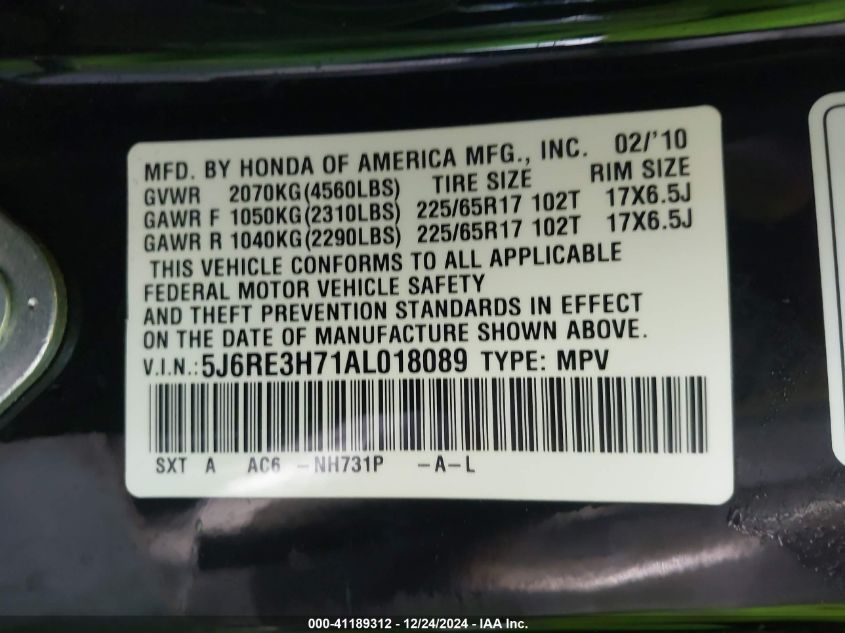 MFD. BY HONDA OF AMERICA MFG., INC. 02/'10
GVWR 2070KG(4560LBS) TIRE SIZE RIM SIZE
GAWR F 1050KG(2310LBS) 225/65R17 102T 17X6.5J
GAWR R 1040KG(2290LBS) 225/65R17 102T 17X6.5J
THIS VEHICLE CONFORMS TO ALL APPLICABLE
FEDERAL MOTOR VEHICLE SAFETY
AND THEFT PREVENTION STANDARDS IN EFFECT
ON THE DATE OF MANUFACTURE SHOWN ABOVE.
V.I.N.: 5J6RE3H71AL018089 TYPE: MPV
SXT A AC6 -NH731P -A-L
000-41189312 - 12/24/2024 - IAA Inc.